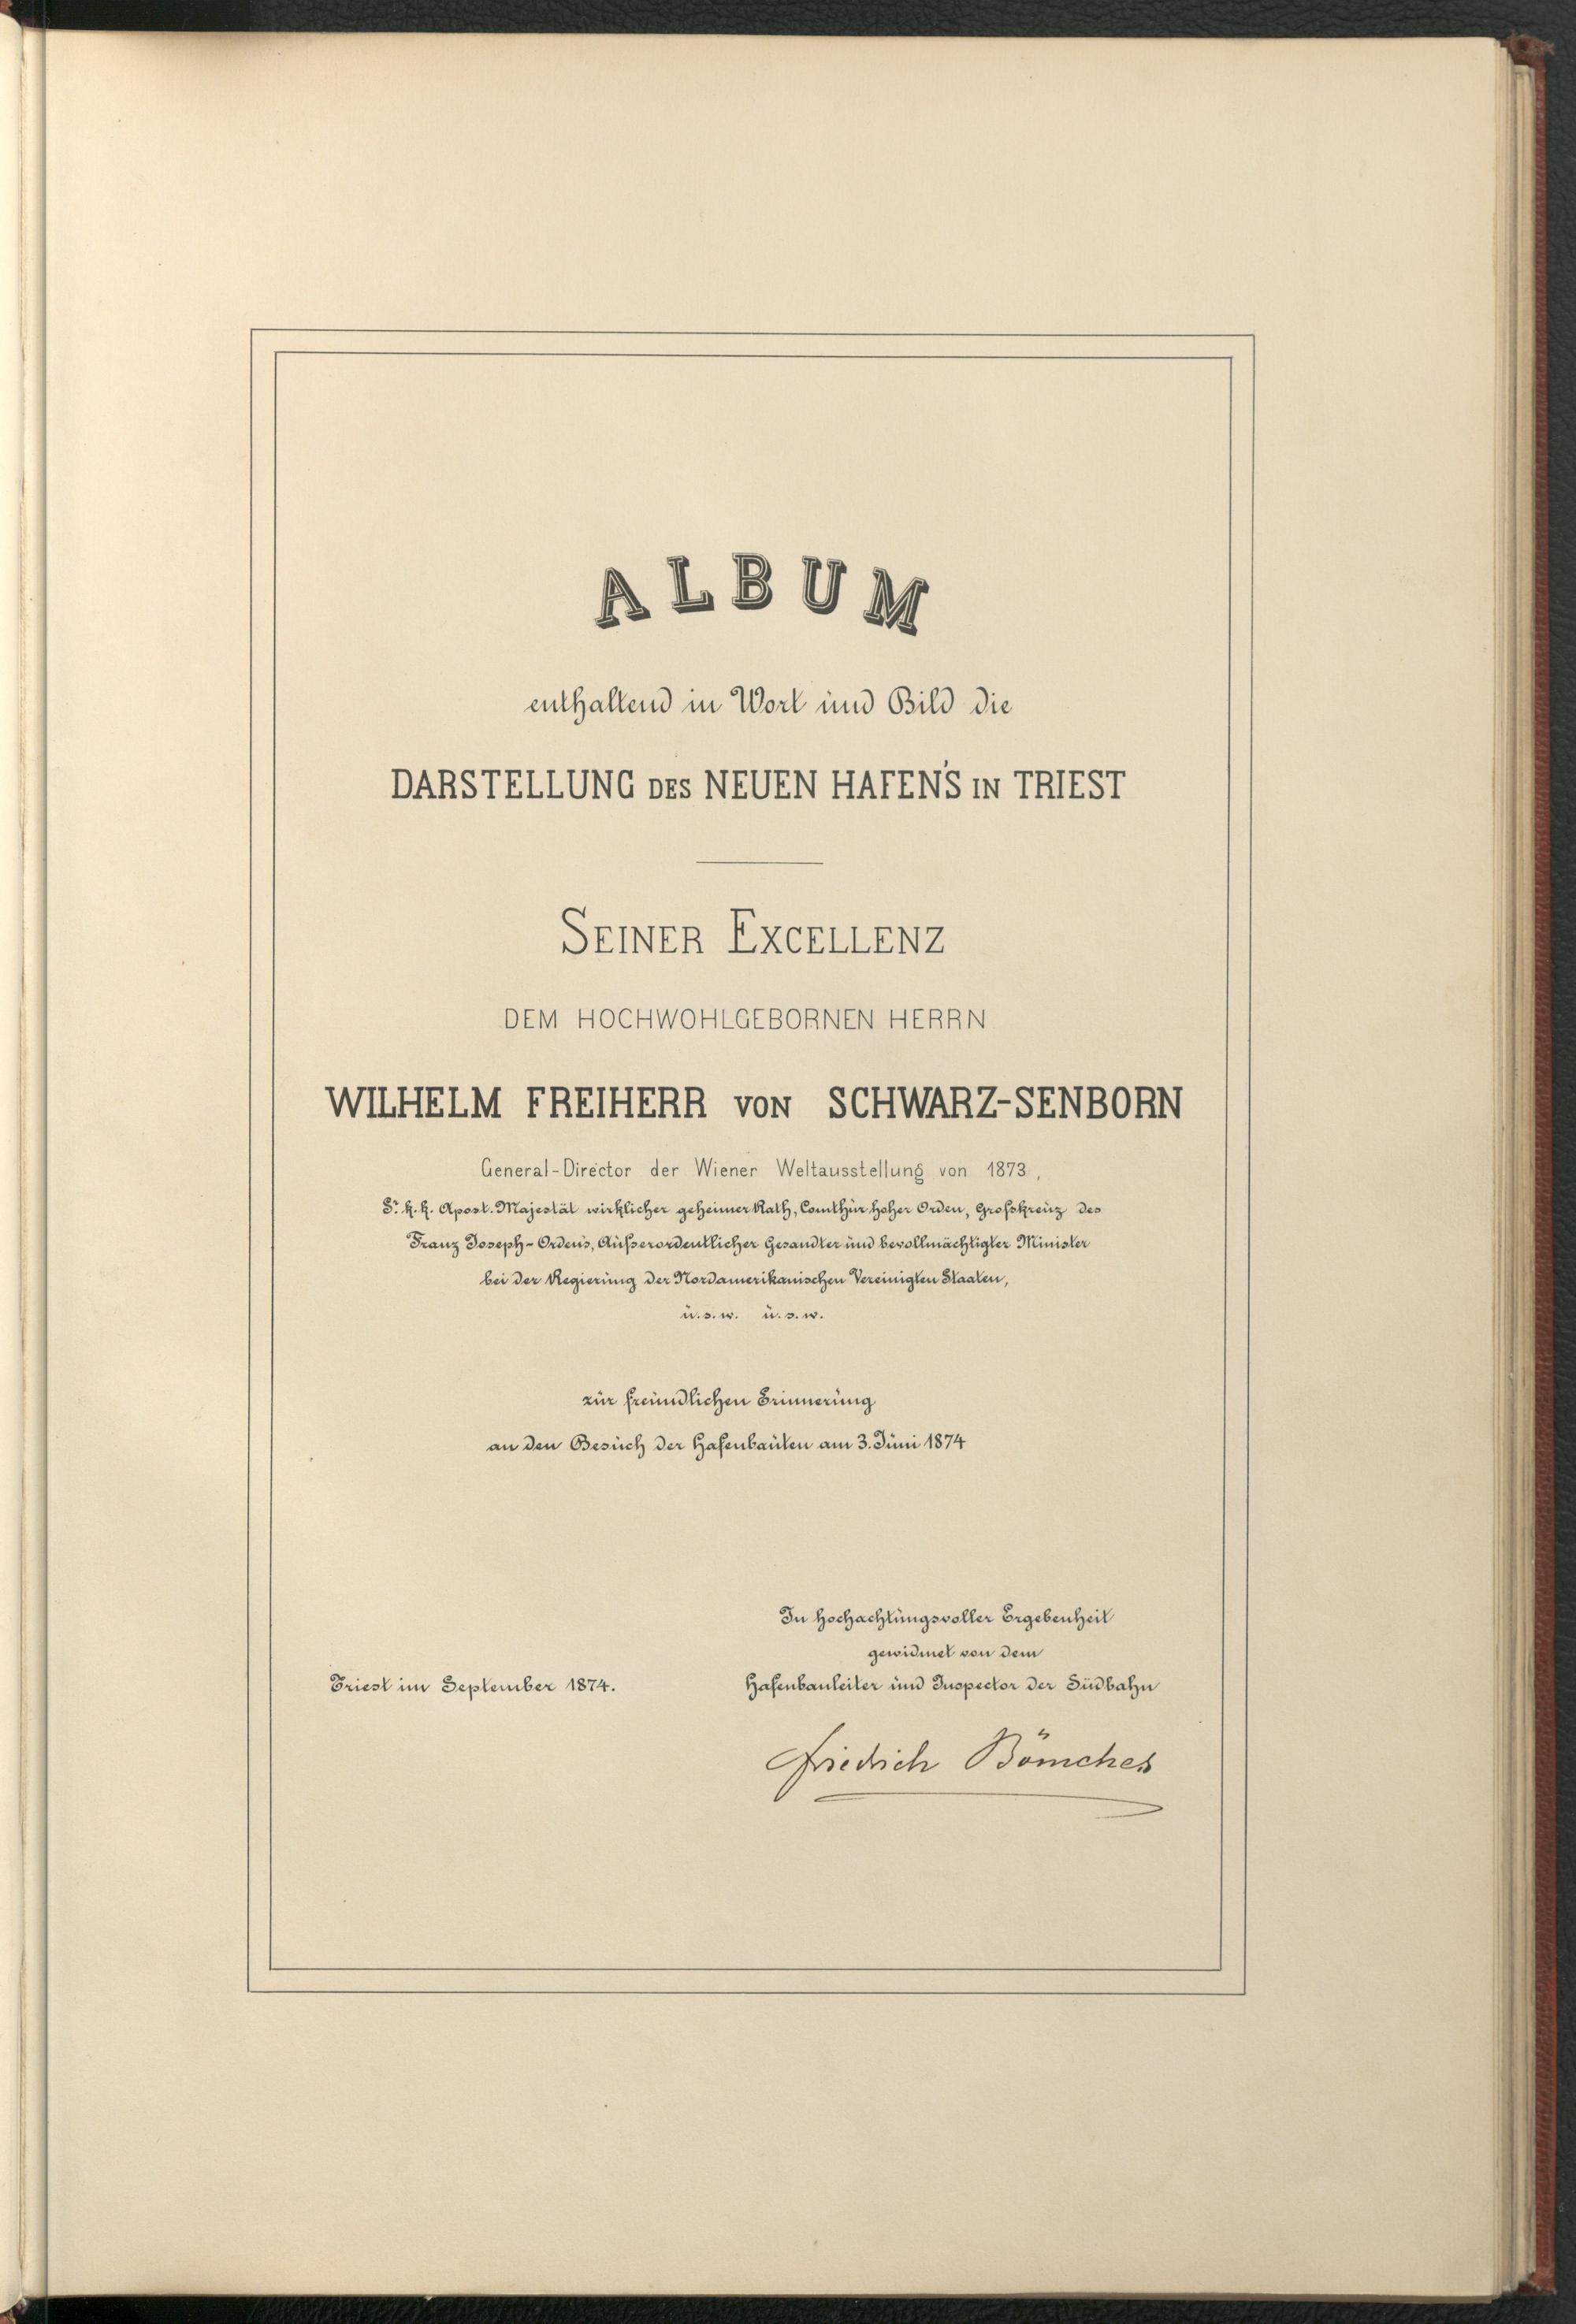 ALBUM
enthaltend in Wort und Bild die
DARSTELLUNG DES NEUEN HAFEN'S IN TRIEST
SEINER EXCELLENZ
DEM HOCHWOHLGEBORNEN HERRN
WILHELM FREIHERR VON SCHWARZ-SENBORN
General-Director der Wiener Weltausstellung von 1873,
Sr. k. k. Apost. Majestät wirklicher geheimer Rath, Comthur hoher Orden, Großkreuz des
Franz Joseph-Orden's, Außerordentlicher Gesandter und bevollmächtigter Minister
bei der Regierung der Nordamerikanischen Vereinigten Staaten,
u. s. w. u. s. w.
zur freundlichen Erinnerung
an den Besuch der Hafenbauten am 3. Juni 1874
In hochachtungsvoller Ergebenheit
gewidmet von dem
Hafenbauleiter und Inspector der Südbahn
Triest im September 1874.
Friedrich Bömches